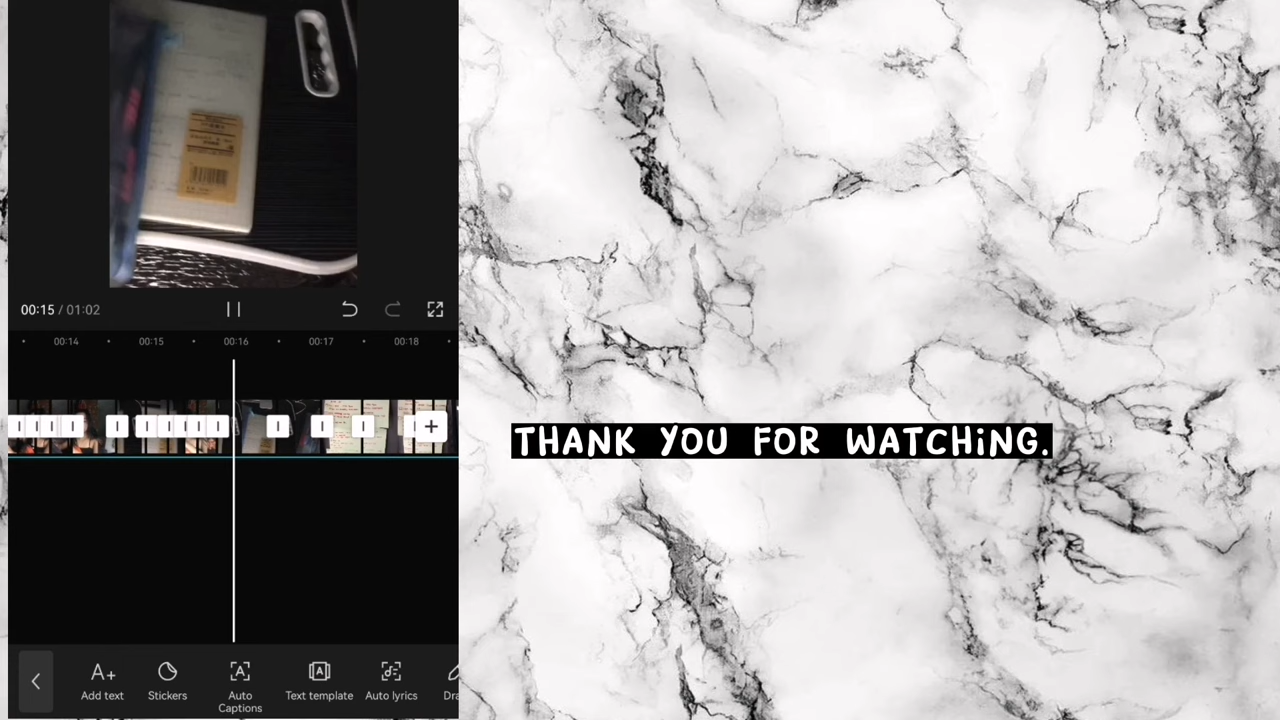 00:15 / 01:02
00:14
00:15
00:16
00:17
00:18
THANK YOU FOR WATCHING.
Add text
Stickers
Auto
Captions
Text template
Auto lyrics
Dra